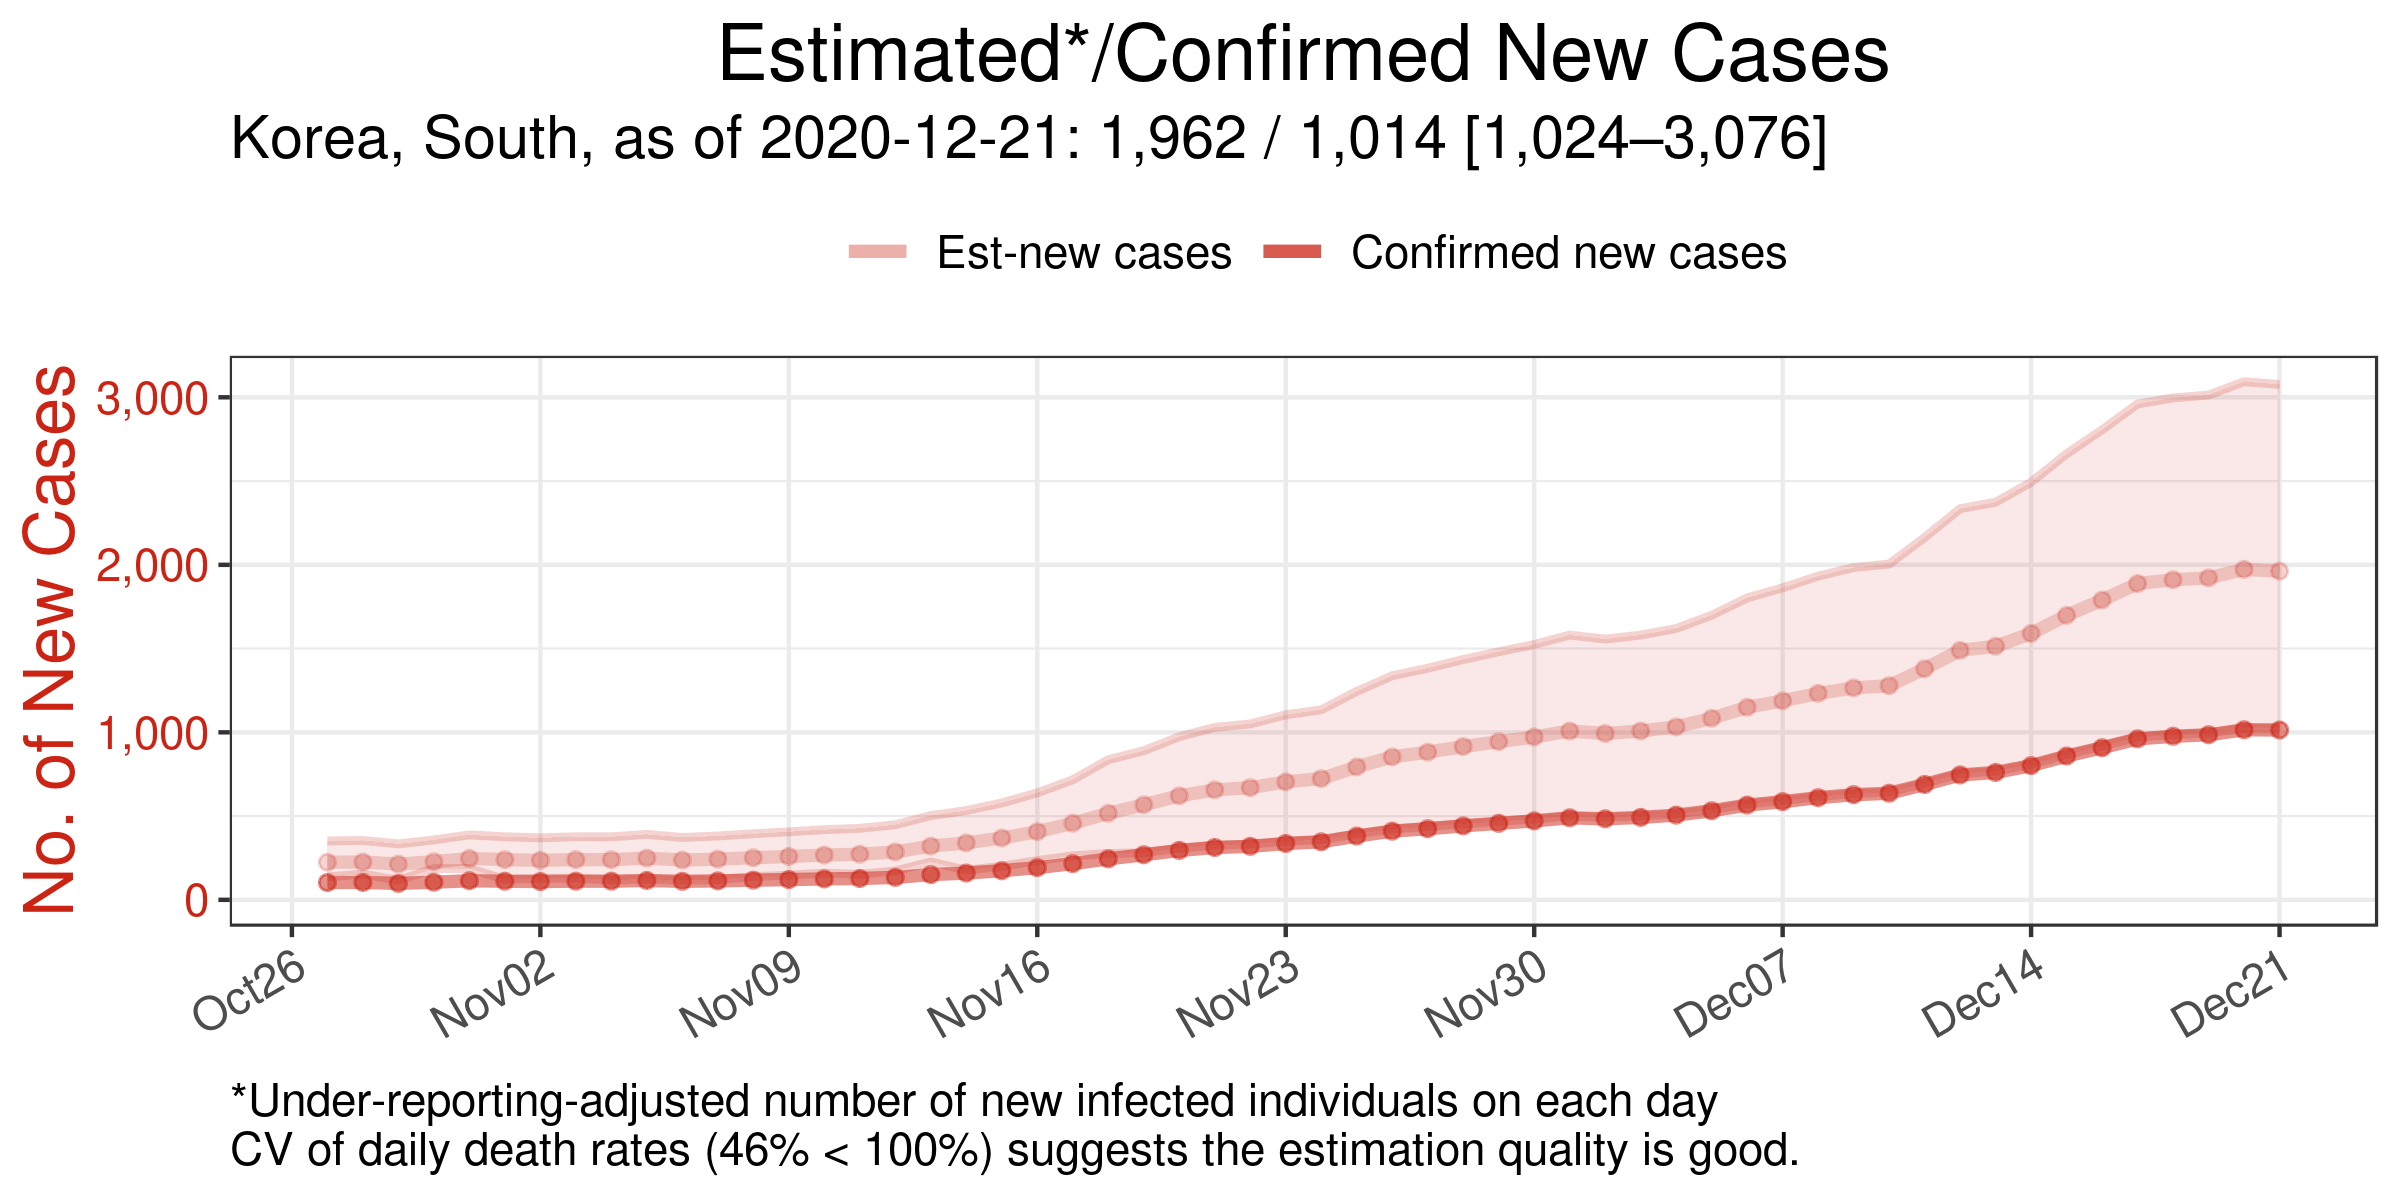 Estimated*/Confirmed New Cases
Korea, South, as of 2020-12-21: 1,962 / 1,014 [1,024–3,076]
Est-new cases Confirmed new cases
No. of New Cases
3,000
2,000
1,000
0
Oct26 Nov02 Nov09 Nov16 Nov23 Nov30 Dec07 Dec14 Dec21
*Under-reporting-adjusted number of new infected individuals on each day
CV of daily death rates (46% < 100%) suggests the estimation quality is good.